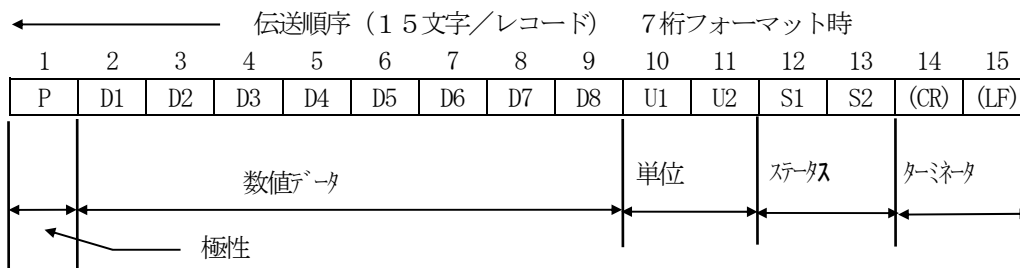 伝送順序（１５文字／レコード）　７桁フォーマット時
1 2 3 4 5 6 7 8 9 10 11 12 13 14 15
P D1 D2 D3 D4 D5 D6 D7 D8 U1 U2 S1 S2 (CR) (LF)
数値ﾃﾞｰﾀ 単位 ｽﾃｰﾀス ﾀｰﾐﾈｰﾀ
極性